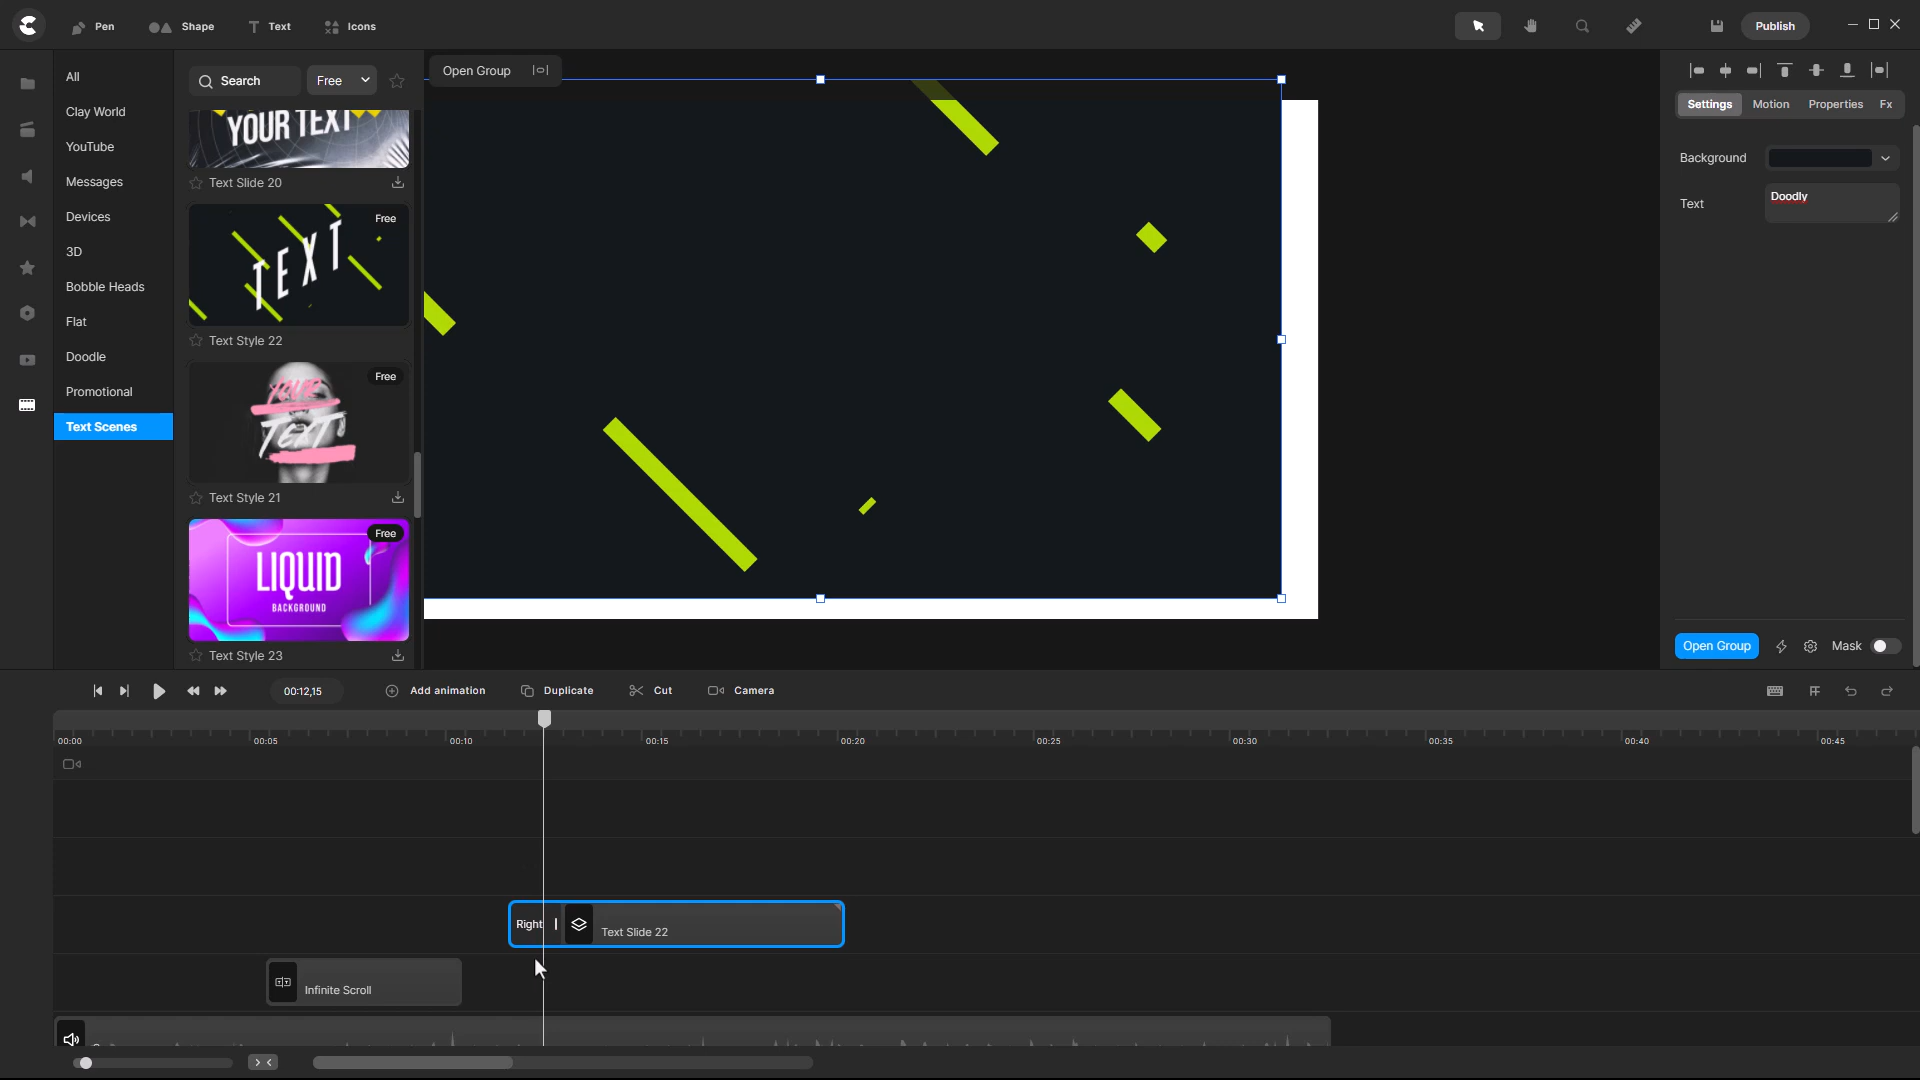 Pen
Shape
Text
Icons
Publish
All
Clay World
YouTube
Messages
Devices
3D
Bobble Heads
Flat
Doodle
Promotional
Text Scenes
Search
Free
YOUR TEXT
Text Slide 20
Free
TEXT
Text Style 22
Free
YOUR
TEXT
Text Style 21
Free
LIQUID
BACKGROUND
Text Style 23
Open Group
Settings
Motion
Properties
Fx
Background
Text
Doodly
Open Group
Mask
00:12,15
Add animation
Duplicate
Cut
Camera
00:00
00:05
00:10
00:15
00:20
00:25
00:30
00:35
00:40
00:45
Right
Text Slide 22
Infinite Scroll